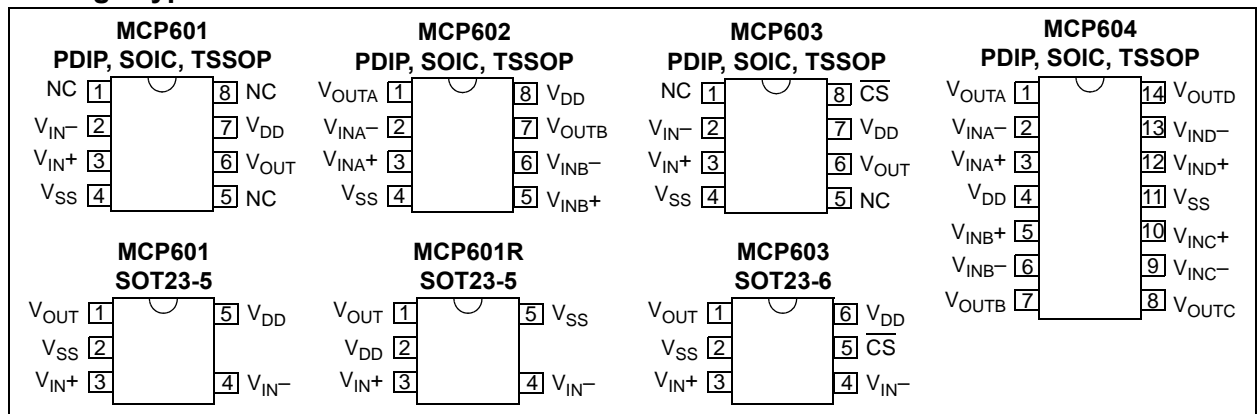 MCP601
PDIP, SOIC, TSSOP
NC 1 8 NC
VIN– 2 7 VDD
VIN+ 3 6 VOUT
VSS 4 5 NC
MCP602
PDIP, SOIC, TSSOP
VOUTA 1 8 VDD
VINA– 2 7 VOUTB
VINA+ 3 6 VINB–
VSS 4 5 VINB+
MCP603
PDIP, SOIC, TSSOP
NC 1 8 C̅S̅
VIN– 2 7 VDD
VIN+ 3 6 VOUT
VSS 4 5 NC
MCP604
PDIP, SOIC, TSSOP
VOUTA 1 14 VOUTD
VINA– 2 13 VIND–
VINA+ 3 12 VIND+
VDD 4 11 VSS
VINB+ 5 10 VINC+
VINB– 6 9 VINC–
VOUTB 7 8 VOUTC
MCP601
SOT23-5
VOUT 1 5 VDD
VSS 2
VIN+ 3 4 VIN–
MCP601R
SOT23-5
VOUT 1 5 VSS
VDD 2
VIN+ 3 4 VIN–
MCP603
SOT23-6
VOUT 1 6 VDD
VSS 2 5 C̅S̅
VIN+ 3 4 VIN–